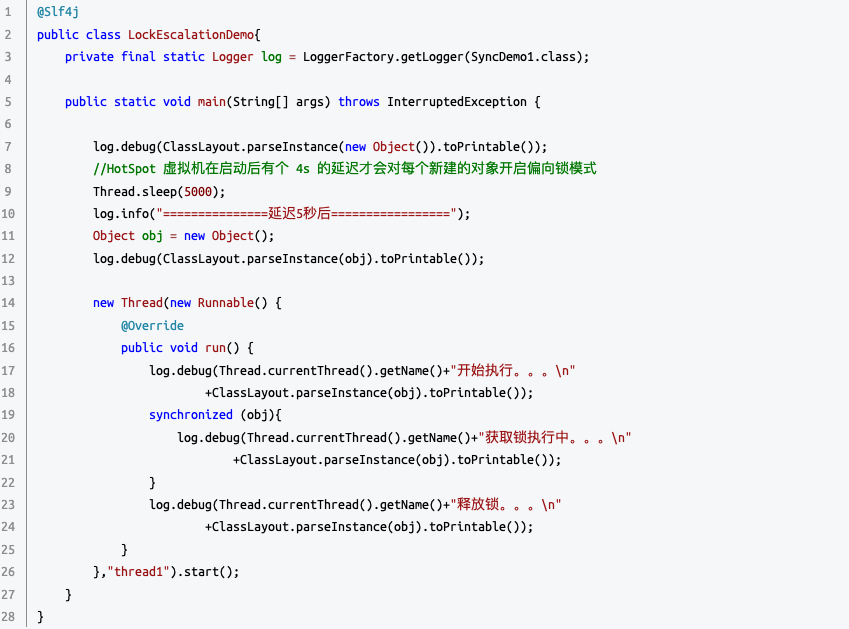 1 @Slf4j
2 public class LockEscalationDemo{
3     private final static Logger log = LoggerFactory.getLogger(SyncDemo1.class);
4
5     public static void main(String[] args) throws InterruptedException {
6
7         log.debug(ClassLayout.parseInstance(new Object()).toPrintable());
8         //HotSpot 虚拟机在启动后有个 4s 的延迟才会对每个新建的对象开启偏向锁模式
9         Thread.sleep(5000);
10         log.info("===============延迟5秒后=================");
11         Object obj = new Object();
12         log.debug(ClassLayout.parseInstance(obj).toPrintable());
13
14         new Thread(new Runnable() {
15             @Override
16             public void run() {
17                 log.debug(Thread.currentThread().getName()+"开始执行。。。\n"
18                         +ClassLayout.parseInstance(obj).toPrintable());
19                 synchronized (obj){
20                     log.debug(Thread.currentThread().getName()+"获取锁执行中。。。\n"
21                             +ClassLayout.parseInstance(obj).toPrintable());
22                 }
23                 log.debug(Thread.currentThread().getName()+"释放锁。。。\n"
24                         +ClassLayout.parseInstance(obj).toPrintable());
25             }
26         },"thread1").start();
27     }
28 }